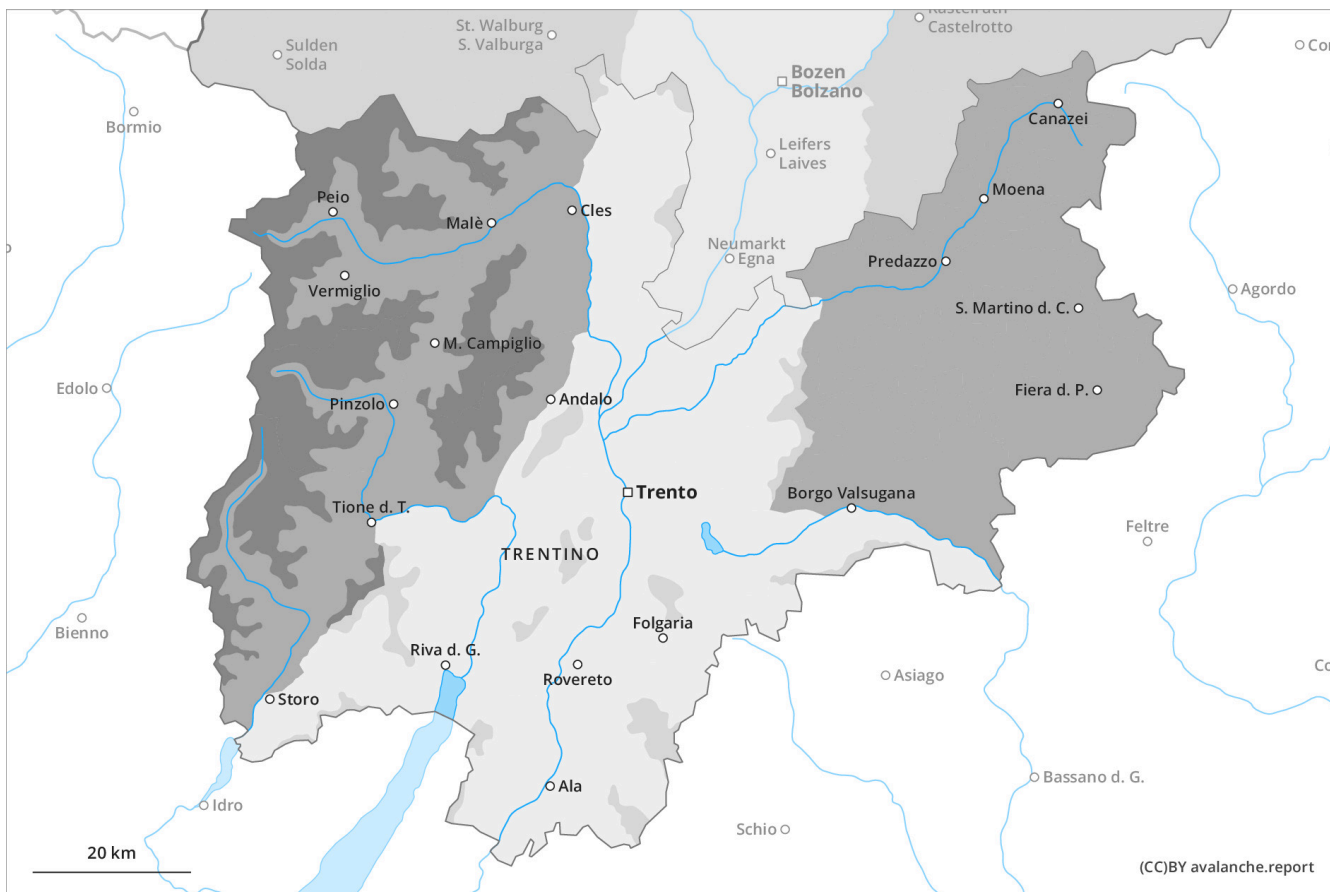 St. Walburg
S. Valburga
Kastelruth
Castelrotto
Sulden
Solda
Bozen
Bolzano
Bormio
Canazei
Leifers
Laives
Peio
Moena
Malè
Cles
Neumarkt
Egna
Predazzo
Vermiglio
Agordo
S. Martino d. C.
M. Campiglio
Edolo
Pinzolo
Andalo
Fiera d. P.
Trento
Borgo Valsugana
Tione d. T.
Feltre
TRENTINO
Bienno
Folgaria
Riva d. G.
Rovereto
Asiago
Storo
Bassano d. G.
Ala
Idro
Schio
20 km
(CC)BY avalanche.report